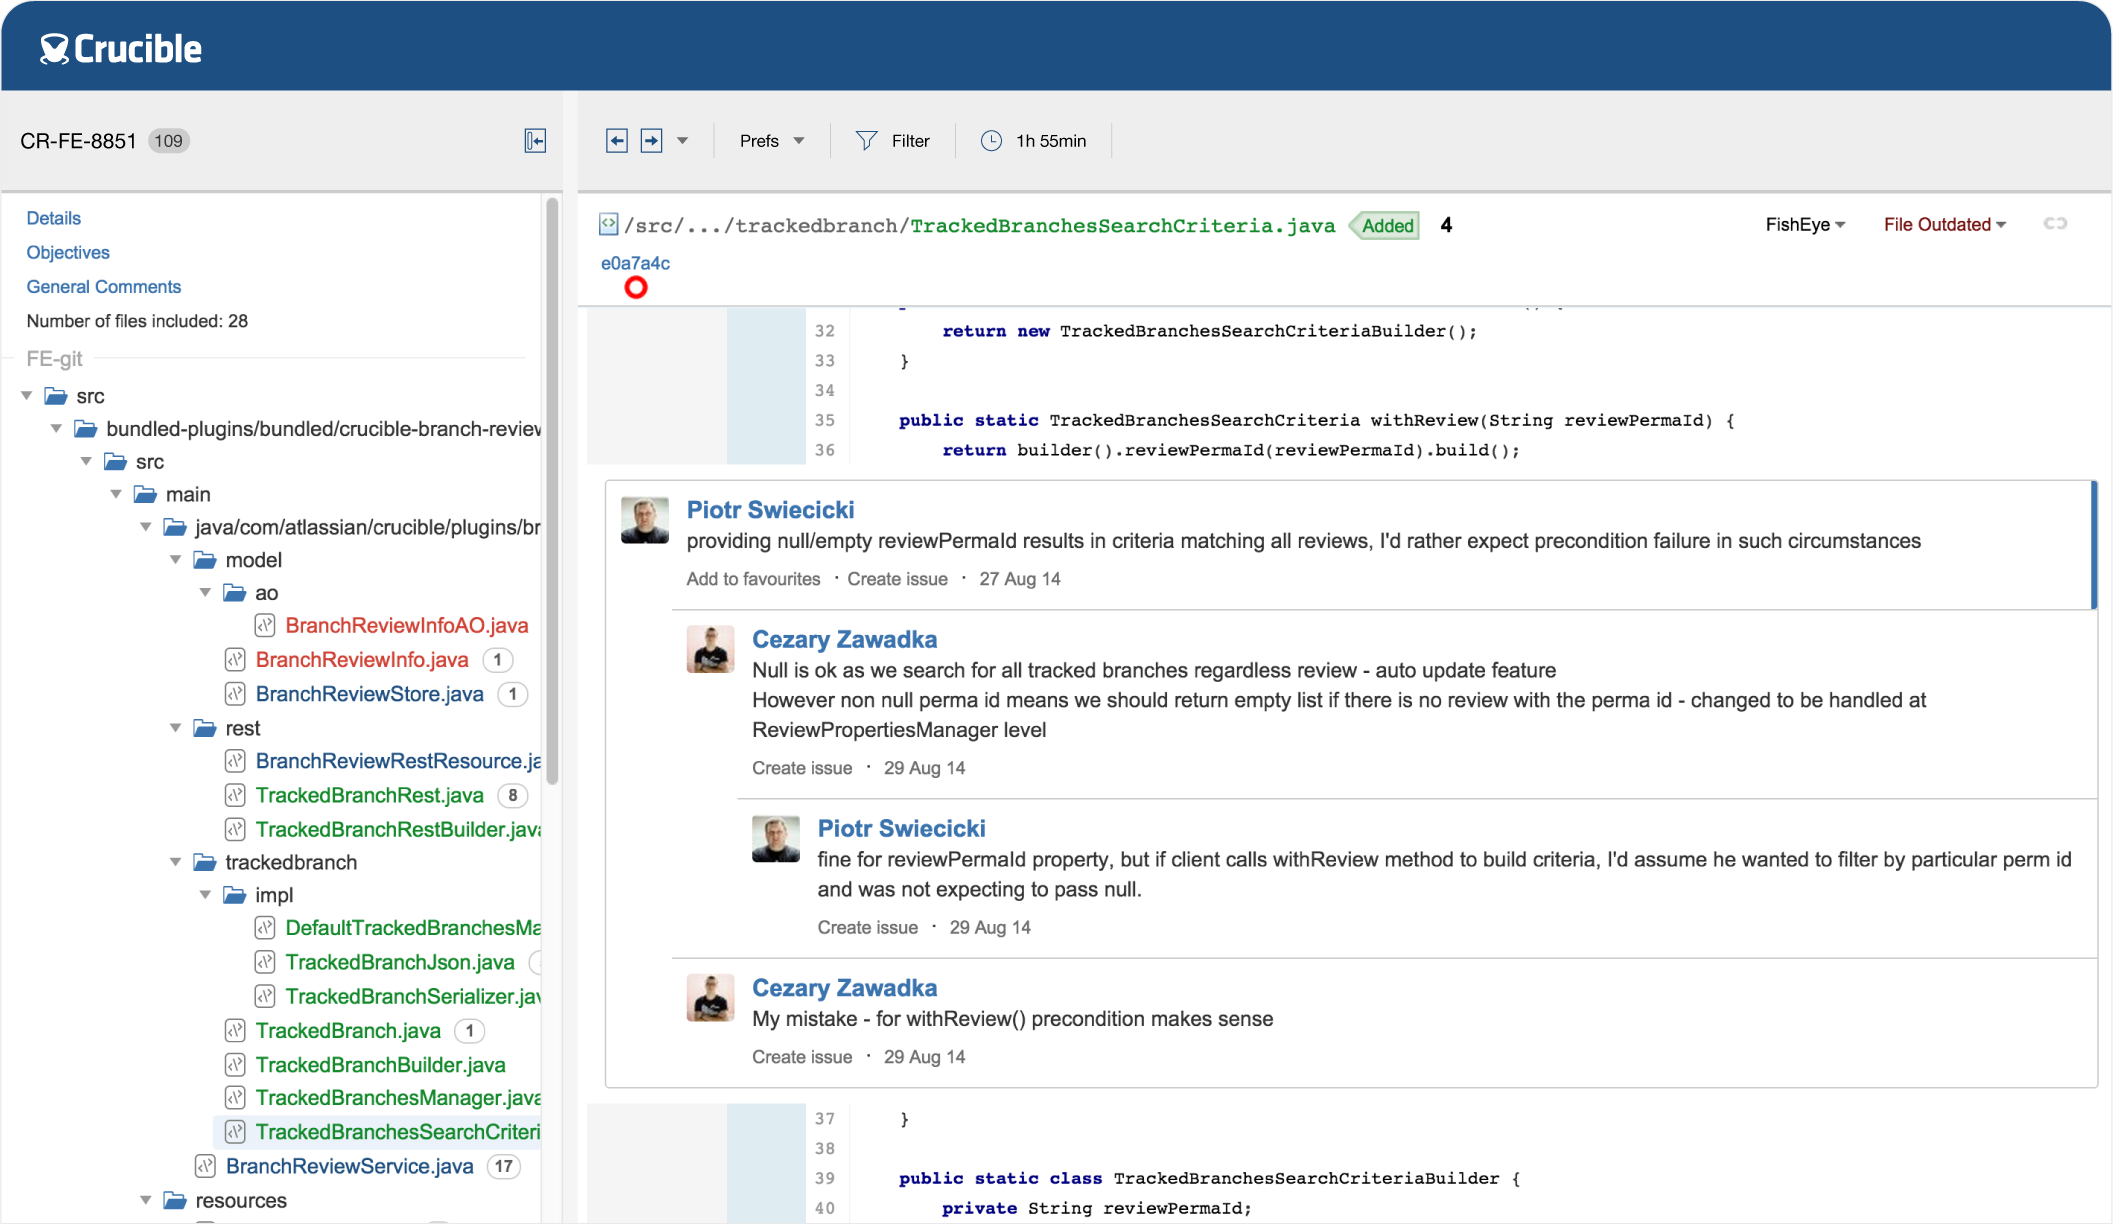 Crucible
CR-FE-8851 109
Prefs
Filter
1h 55min
Details
Objectives
General Comments
Number of files included: 28
FE-git
src
bundled-plugins/bundled/crucible-branch-review
src
main
java/com/atlassian/crucible/plugins/br
model
ao
BranchReviewInfoAO.java
BranchReviewInfo.java 1
BranchReviewStore.java 1
rest
BranchReviewRestResource.ja
TrackedBranchRest.java 8
TrackedBranchRestBuilder.java
trackedbranch
impl
DefaultTrackedBranchesMa
TrackedBranchJson.java
TrackedBranchSerializer.jav
TrackedBranch.java 1
TrackedBranchBuilder.java
TrackedBranchesManager.java
TrackedBranchesSearchCriteri
BranchReviewService.java 17
resources
/src/.../trackedbranch/TrackedBranchesSearchCriteria.java Added 4
FishEye
File Outdated
e0a7a4c
32 return new TrackedBranchesSearchCriteriaBuilder();
33 }
34
35 public static TrackedBranchesSearchCriteria withReview(String reviewPermaId) {
36 return builder().reviewPermaId(reviewPermaId).build();
Piotr Swiecicki
providing null/empty reviewPermaId results in criteria matching all reviews, I'd rather expect precondition failure in such circumstances
Add to favourites · Create issue · 27 Aug 14
Cezary Zawadka
Null is ok as we search for all tracked branches regardless review - auto update feature
However non null perma id means we should return empty list if there is no review with the perma id - changed to be handled at
ReviewPropertiesManager level
Create issue · 29 Aug 14
Piotr Swiecicki
fine for reviewPermaId property, but if client calls withReview method to build criteria, I'd assume he wanted to filter by particular perm id
and was not expecting to pass null.
Create issue · 29 Aug 14
Cezary Zawadka
My mistake - for withReview() precondition makes sense
Create issue · 29 Aug 14
37 }
38
39 public static class TrackedBranchesSearchCriteriaBuilder {
40 private String reviewPermaId;